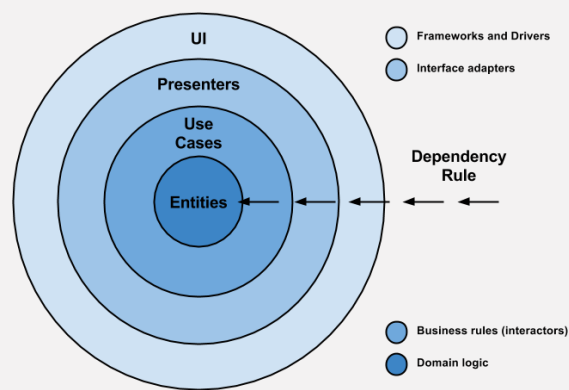 UI
Presenters
Use
Cases
Entities
Frameworks and Drivers
Interface adapters
Dependency
Rule
Business rules (interactors)
Domain logic